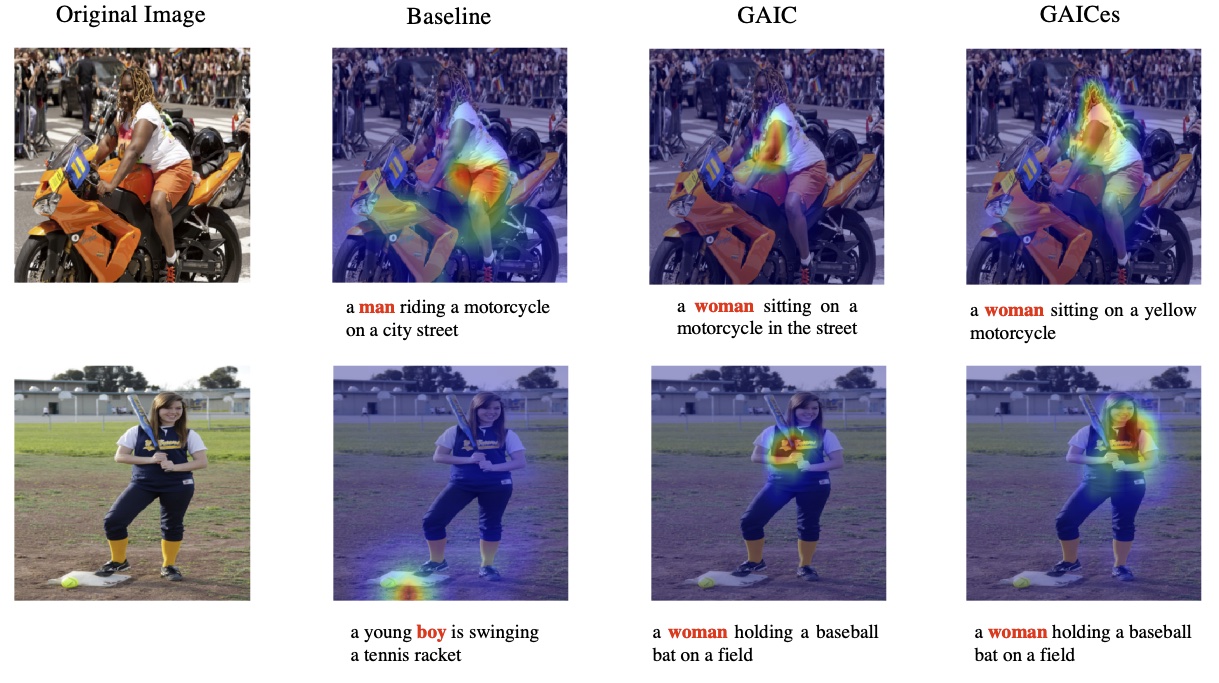 Original Image
Baseline
GAIC
GAICes
a man riding a motorcycle
on a city street
a woman sitting on a
motorcycle in the street
a woman sitting on a yellow
motorcycle
a young boy is swinging
a tennis racket
a woman holding a baseball
bat on a field
a woman holding a baseball
bat on a field